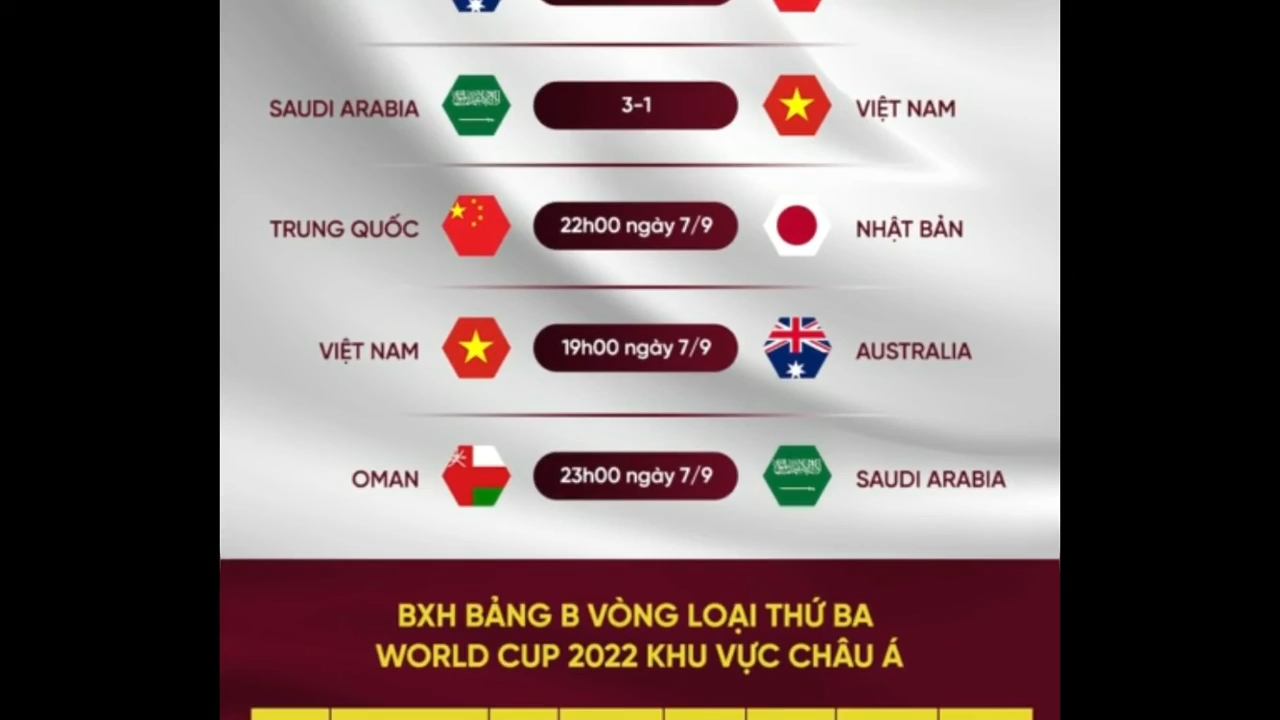 SAUDI ARABIA 3-1 VIỆT NAM
TRUNG QUỐC 22h00 ngày 7/9 NHẬT BẢN
VIỆT NAM 19h00 ngày 7/9 AUSTRALIA
OMAN 23h00 ngày 7/9 SAUDI ARABIA
BXH BẢNG B VÒNG LOẠI THỨ BA
WORLD CUP 2022 KHU VỰC CHÂU Á